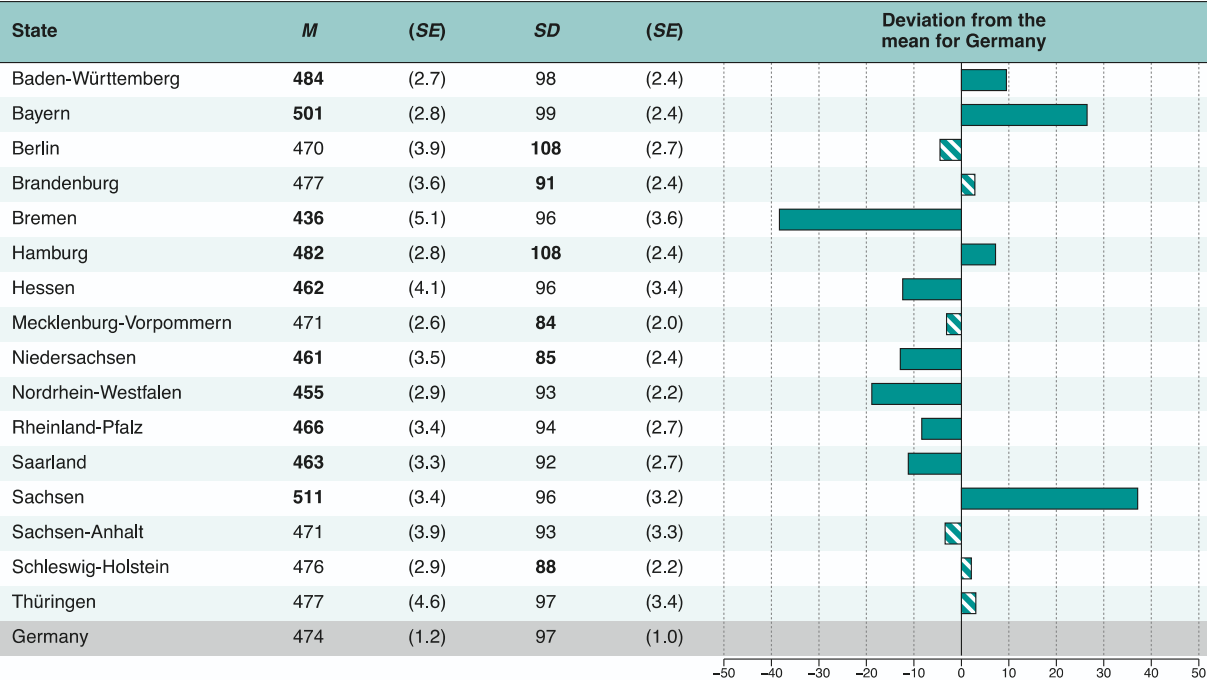 State M (SE) SD (SE) Deviation from the
mean for Germany
Baden-Württemberg 484 (2.7) 98 (2.4)
Bayern 501 (2.8) 99 (2.4)
Berlin 470 (3.9) 108 (2.7)
Brandenburg 477 (3.6) 91 (2.4)
Bremen 436 (5.1) 96 (3.6)
Hamburg 482 (2.8) 108 (2.4)
Hessen 462 (4.1) 96 (3.4)
Mecklenburg-Vorpommern 471 (2.6) 84 (2.0)
Niedersachsen 461 (3.5) 85 (2.4)
Nordrhein-Westfalen 455 (2.9) 93 (2.2)
Rheinland-Pfalz 466 (3.4) 94 (2.7)
Saarland 463 (3.3) 92 (2.7)
Sachsen 511 (3.4) 96 (3.2)
Sachsen-Anhalt 471 (3.9) 93 (3.3)
Schleswig-Holstein 476 (2.9) 88 (2.2)
Thüringen 477 (4.6) 97 (3.4)
Germany 474 (1.2) 97 (1.0)
−50 −40 −30 −20 −10 0 10 20 30 40 50